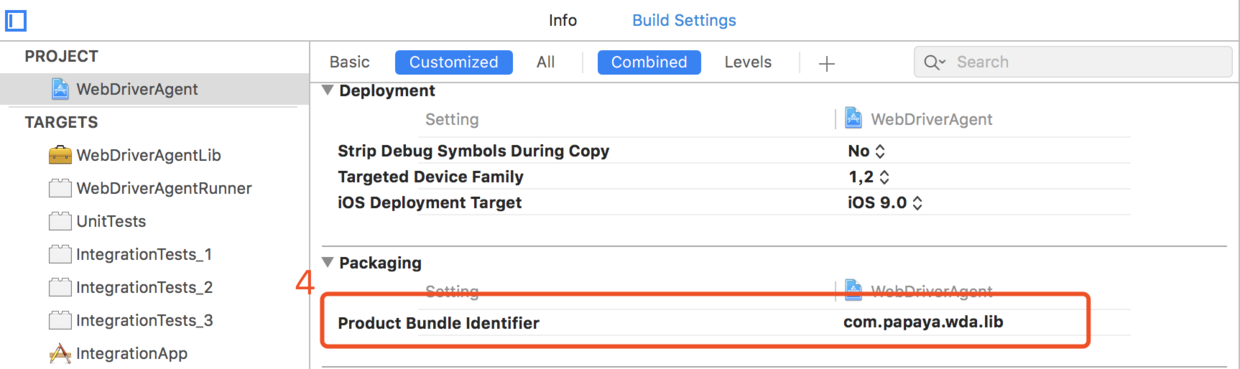 Info Build Settings
PROJECT
WebDriverAgent
TARGETS
WebDriverAgentLib
WebDriverAgentRunner
UnitTests
IntegrationTests_1
IntegrationTests_2
IntegrationTests_3
IntegrationApp
Basic Customized All Combined Levels + Search
Deployment
Setting WebDriverAgent
Strip Debug Symbols During Copy No
Targeted Device Family 1,2
iOS Deployment Target iOS 9.0
Packaging
4
Setting WebDriverAgent
Product Bundle Identifier com.papaya.wda.lib